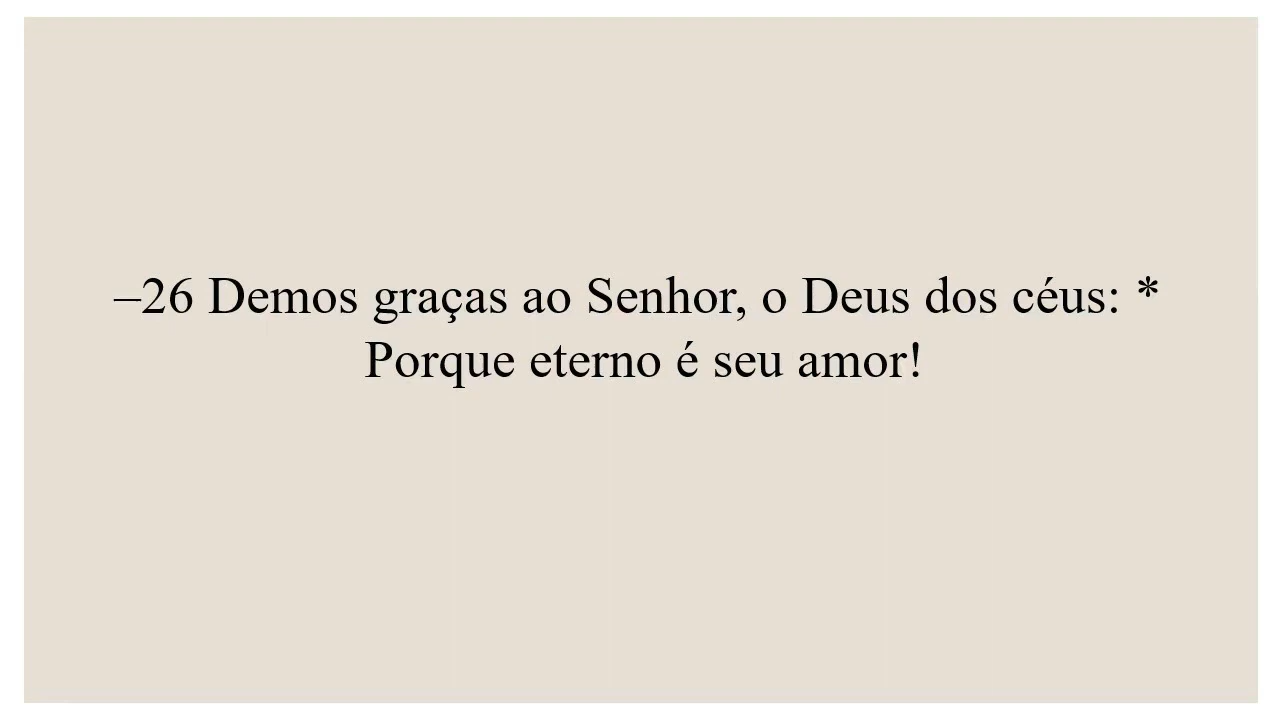 –26 Demos graças ao Senhor, o Deus dos céus: *
Porque eterno é seu amor!